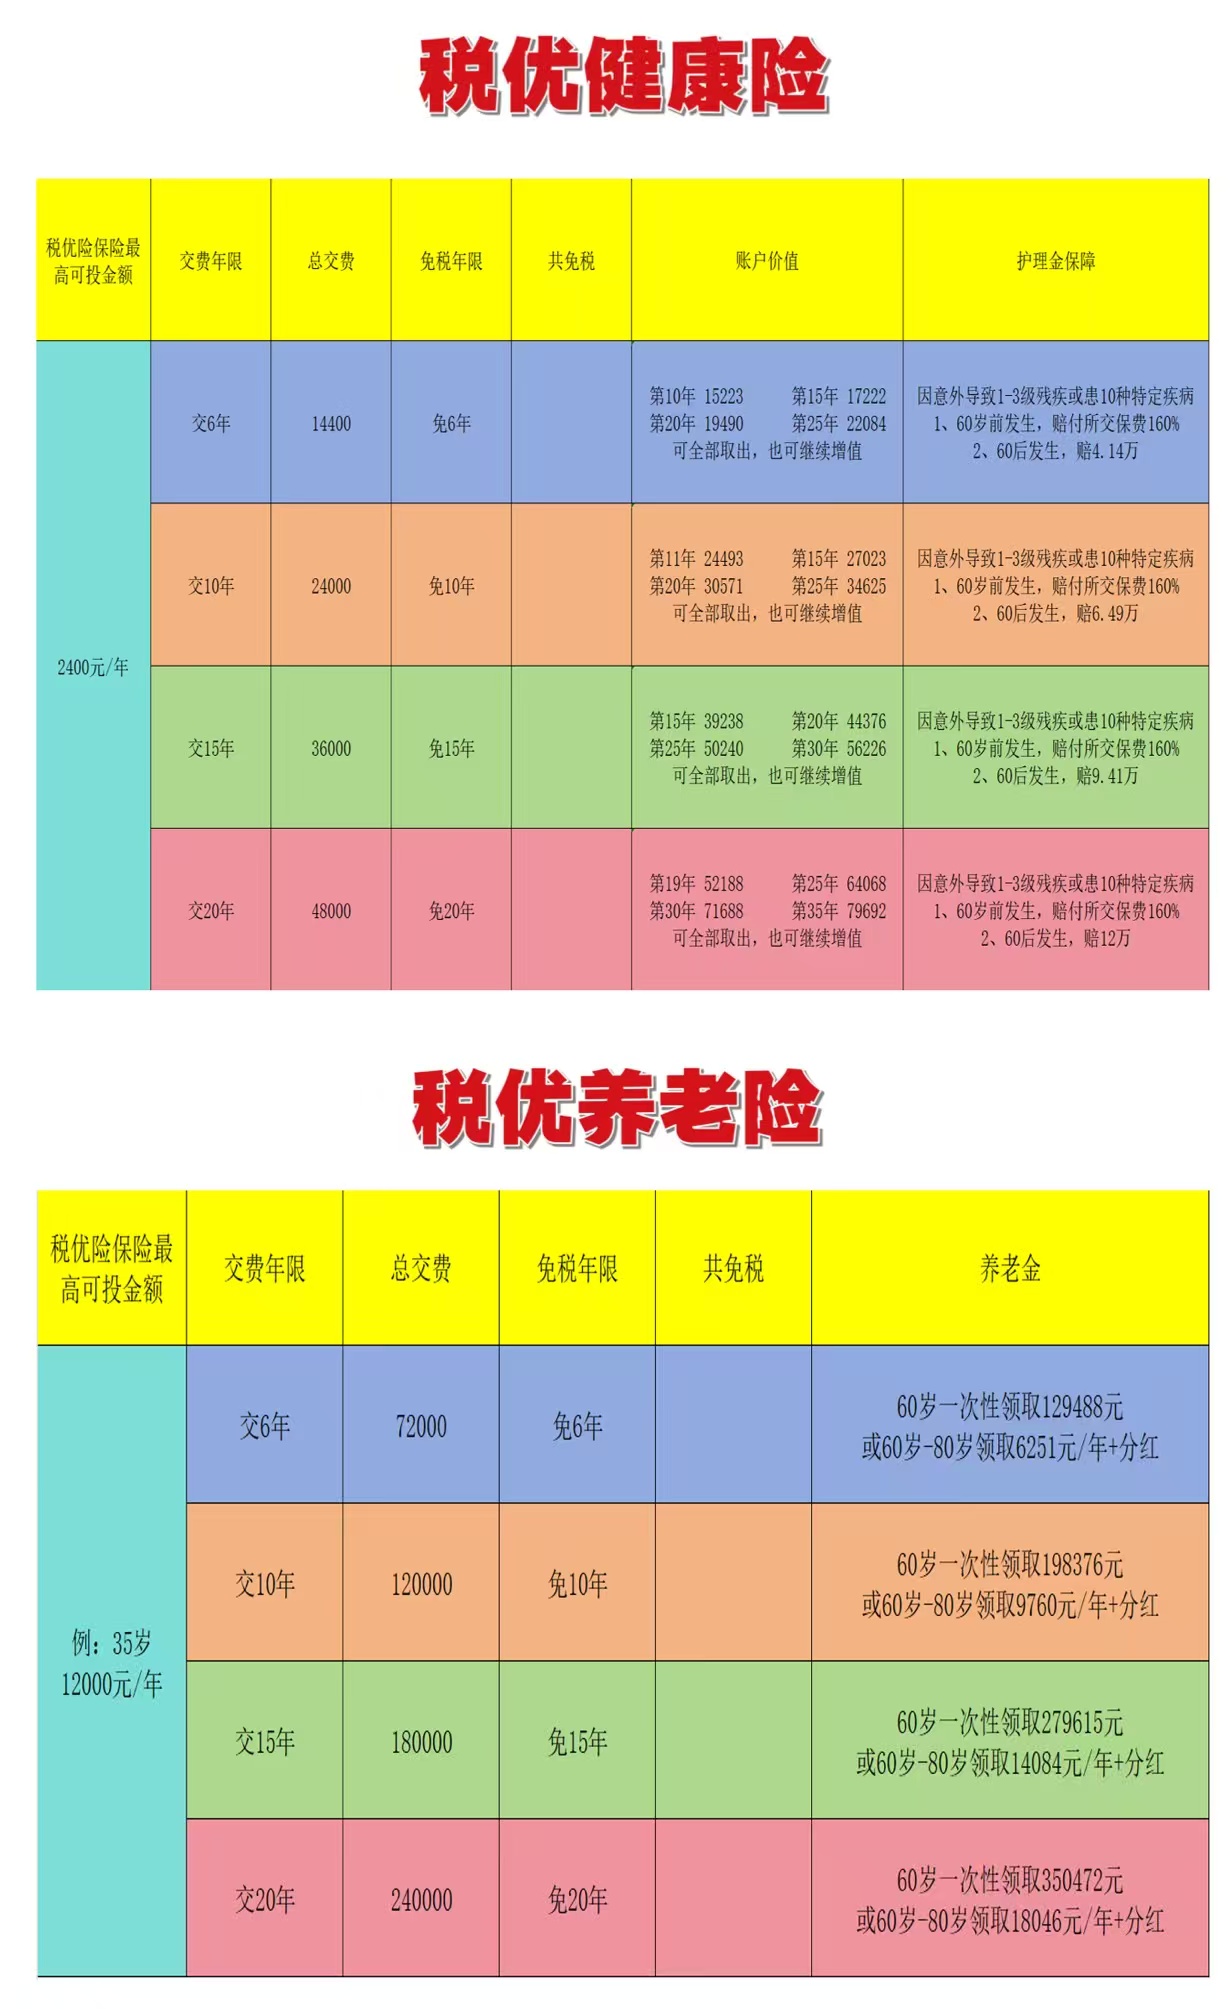 税优健康险
税优险保险最
高可投金额
交费年限
总交费
免税年限
共免税
账户价值
护理金保障
2400元/年
交6年
14400
免6年
第10年 15223 第15年 17222
第20年 19490 第25年 22084
可全部取出，也可继续增值
因意外导致1-3级残疾或患10种特定疾病
1、60岁前发生，赔付所交保费160%
2、60后发生，赔4.14万
交10年
24000
免10年
第11年 24493 第15年 27023
第20年 30571 第25年 34625
可全部取出，也可继续增值
因意外导致1-3级残疾或患10种特定疾病
1、60岁前发生，赔付所交保费160%
2、60后发生，赔6.49万
交15年
36000
免15年
第15年 39238 第20年 44376
第25年 50240 第30年 56226
可全部取出，也可继续增值
因意外导致1-3级残疾或患10种特定疾病
1、60岁前发生，赔付所交保费160%
2、60后发生，赔9.41万
交20年
48000
免20年
第19年 52188 第25年 64068
第30年 71688 第35年 79692
可全部取出，也可继续增值
因意外导致1-3级残疾或患10种特定疾病
1、60岁前发生，赔付所交保费160%
2、60后发生，赔12万
税优养老险
税优险保险最
高可投金额
交费年限
总交费
免税年限
共免税
养老金
例：35岁
12000元/年
交6年
72000
免6年
60岁一次性领取129488元
或60岁-80岁领取6251元/年+分红
交10年
120000
免10年
60岁一次性领取198376元
或60岁-80岁领取9760元/年+分红
交15年
180000
免15年
60岁一次性领取279615元
或60岁-80岁领取14084元/年+分红
交20年
240000
免20年
60岁一次性领取350472元
或60岁-80岁领取18046元/年+分红